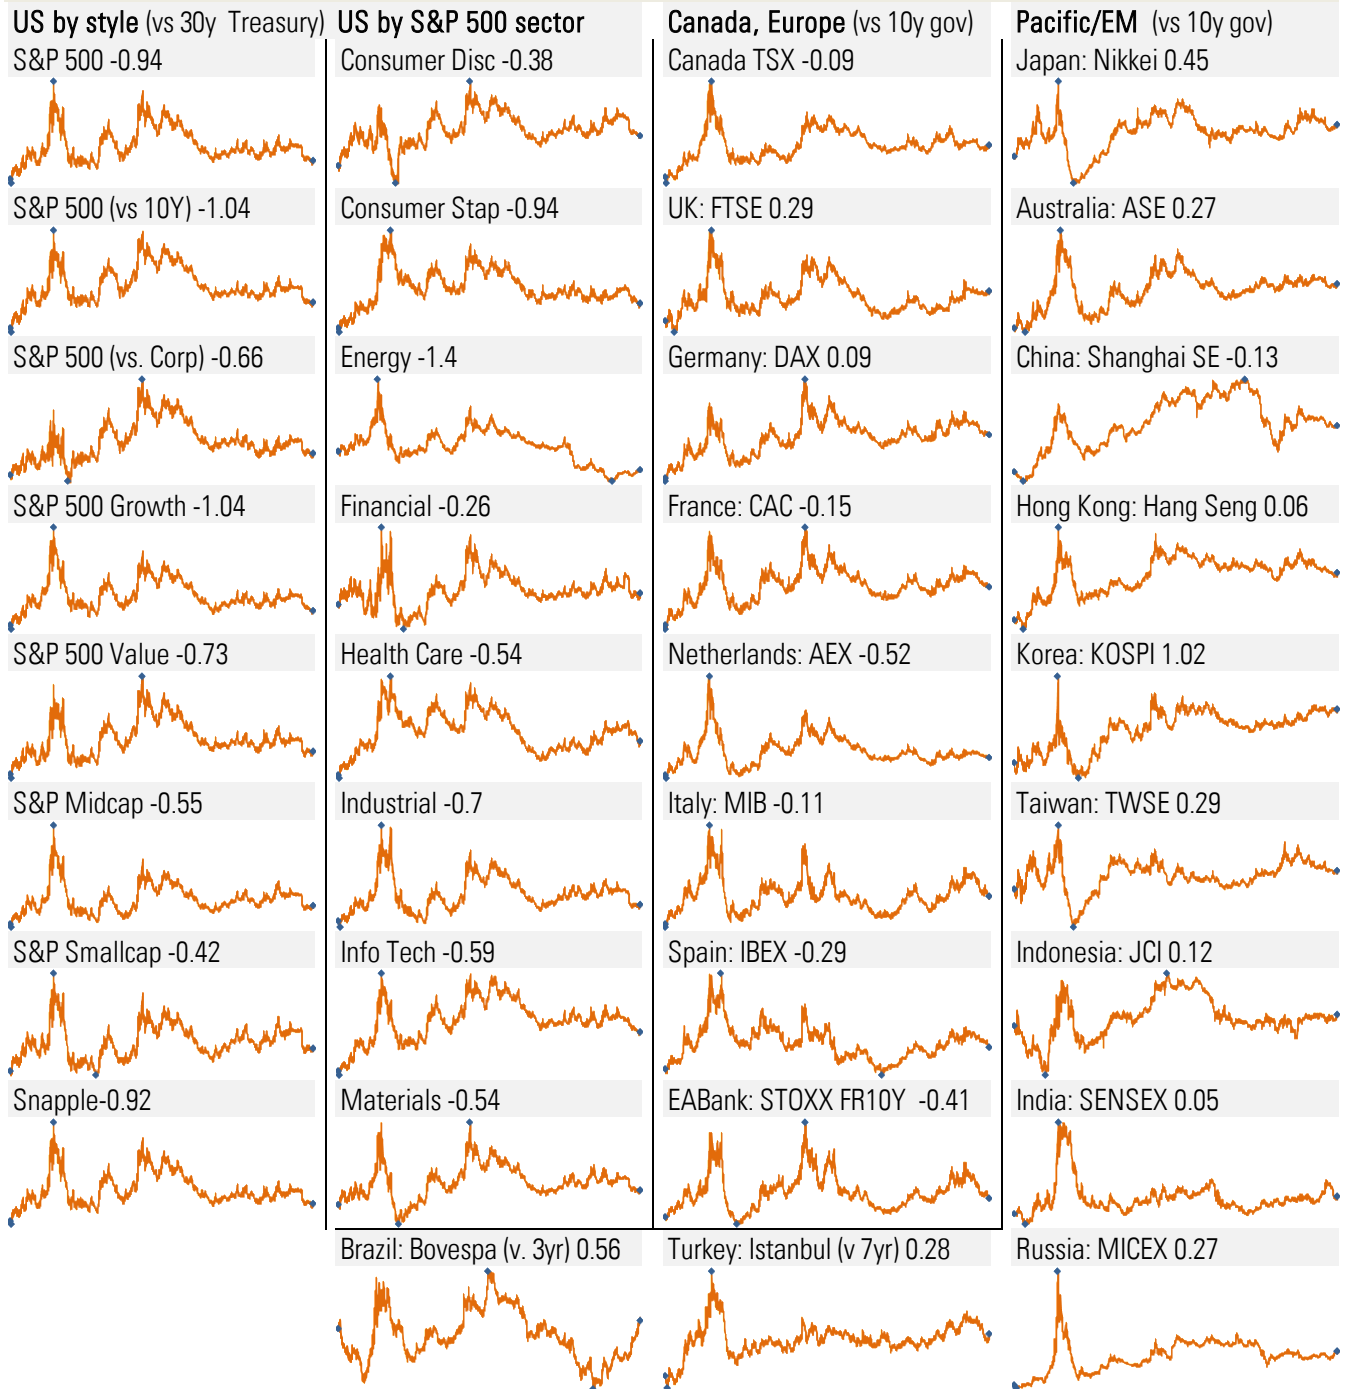 US by style (vs 30y Treasury)
S&P 500 -0.94
S&P 500 (vs 10Y) -1.04
S&P 500 (vs. Corp) -0.66
S&P 500 Growth -1.04
S&P 500 Value -0.73
S&P Midcap -0.55
S&P Smallcap -0.42
Snapple-0.92
US by S&P 500 sector
Consumer Disc -0.38
Consumer Stap -0.94
Energy -1.4
Financial -0.26
Health Care -0.54
Industrial -0.7
Info Tech -0.59
Materials -0.54
Brazil: Bovespa (v. 3yr) 0.56
Canada, Europe (vs 10y gov)
Canada TSX -0.09
UK: FTSE 0.29
Germany: DAX 0.09
France: CAC -0.15
Netherlands: AEX -0.52
Italy: MIB -0.11
Spain: IBEX -0.29
EABank: STOXX FR10Y -0.41
Turkey: Istanbul (v 7yr) 0.28
Pacific/EM (vs 10y gov)
Japan: Nikkei 0.45
Australia: ASE 0.27
China: Shanghai SE -0.13
Hong Kong: Hang Seng 0.06
Korea: KOSPI 1.02
Taiwan: TWSE 0.29
Indonesia: JCI 0.12
India: SENSEX 0.05
Russia: MICEX 0.27